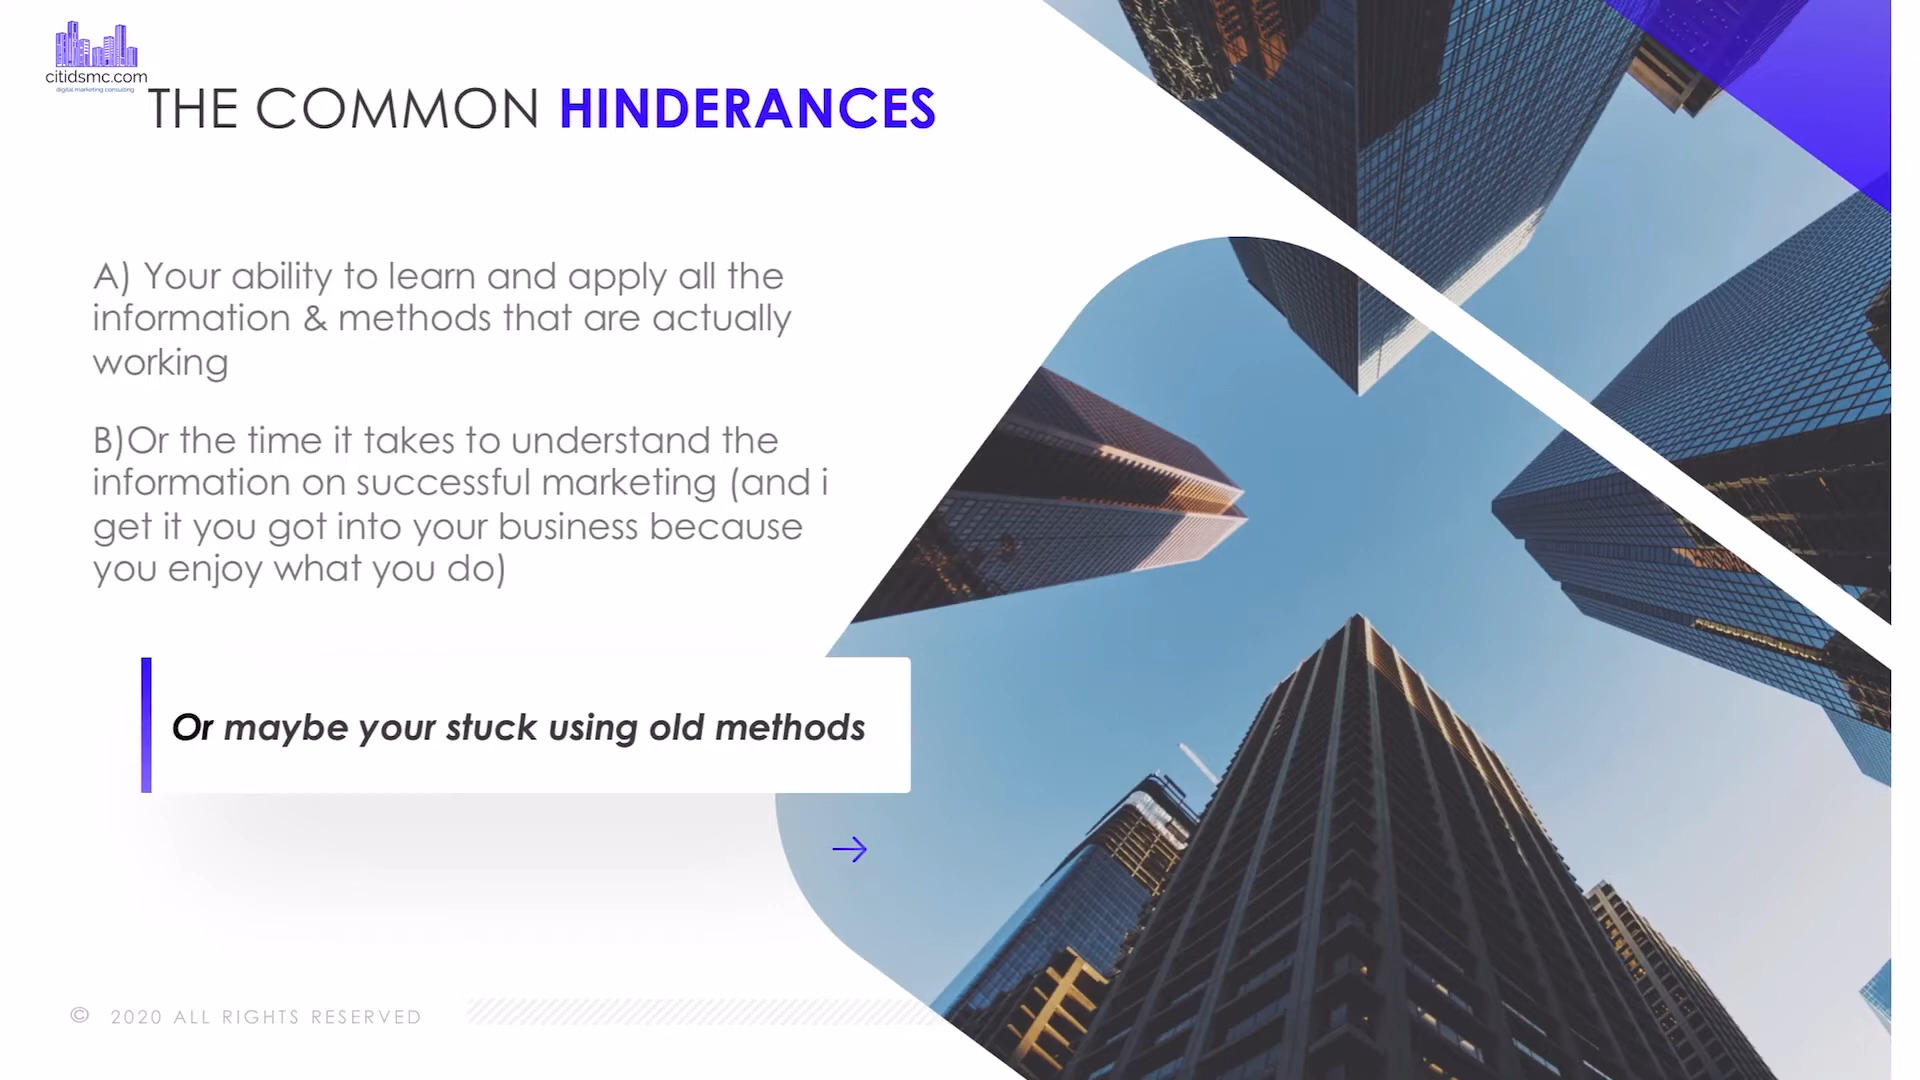 citidsmc.com
digital marketing consulting
THE COMMON HINDERANCES
A) Your ability to learn and apply all the
information & methods that are actually
working
B)Or the time it takes to understand the
information on successful marketing (and i
get it you got into your business because
you enjoy what you do)
Or maybe your stuck using old methods
© 2020 ALL RIGHTS RESERVED